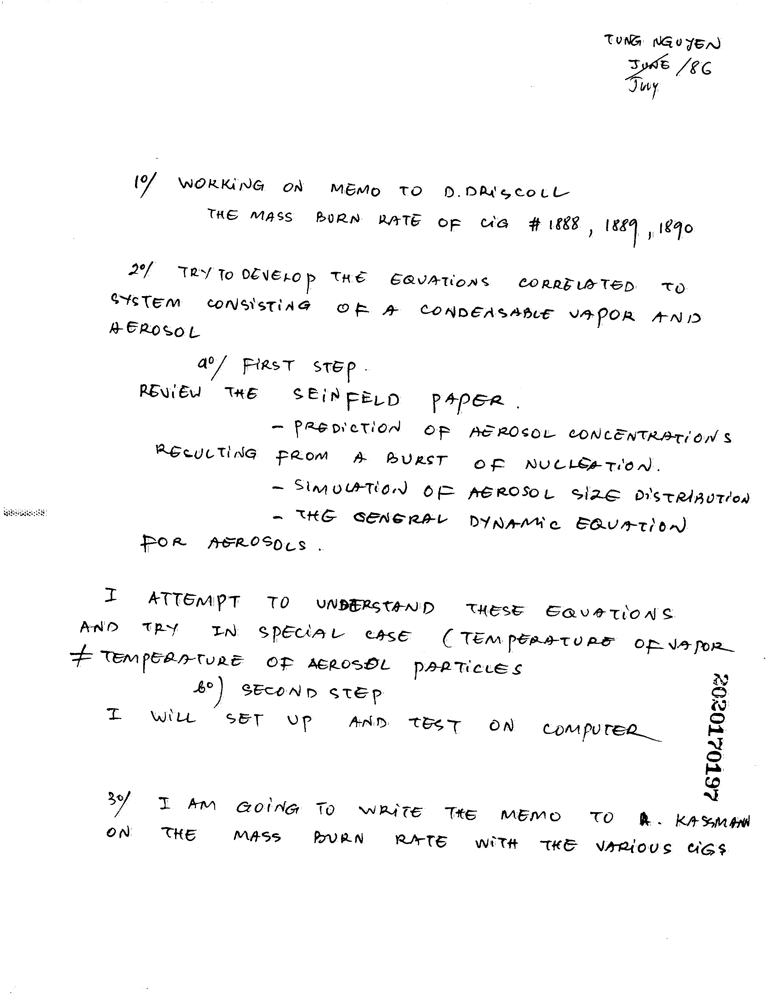 TUNG NGUYEN
JUNE /86
July
1º/ WORKING ON MEMO TO D. DRISCOLL
THE MASS BURN RATE OF CIG # 1888, 1889, 1890
2º/ TRY TO DEVELOP THE EQUATIONS CORRELATED TO
SYSTEM CONSISTING OF A CONDENSABLE VAPOR AND
AEROSOL
aº/ FIRST STEP.
REVIEW THE SEINFELD PAPER.
- PREDICTION OF AEROSOL CONCENTRATIONS
RECULTING FROM A BURST OF NUCLEATION.
- SIMULATION OF AEROSOL SIZE DISTRIBUTION
- THE GENERAL DYNAMIC EQUATION
FOR AEROSOLS.
I ATTEMPT TO UNDERSTAND THESE EQUATIONS
AND TRY IN SPECIAL CASE (TEMPERATURE OF VAPOR
≠ TEMPERATURE OF AEROSOL PARTICLES
bº) SECOND STEP
I WILL SET UP AND TEST ON COMPUTER
3º/ I AM GOING TO WRITE THE MEMO TO A. KASSMANN
ON THE MASS BURN RATE WITH THE VARIOUS CIGS
2020170197